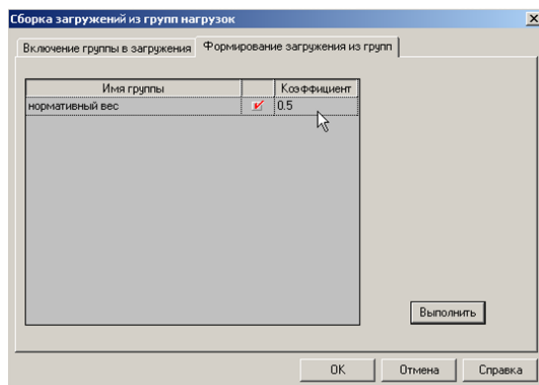 Сборка загружений из групп нагрузок
Включение группы в загружения Формирование загружения из групп
Имя группы Коэффициент
нормативный вес 0.5
Выполнить
OK Отмена Справка